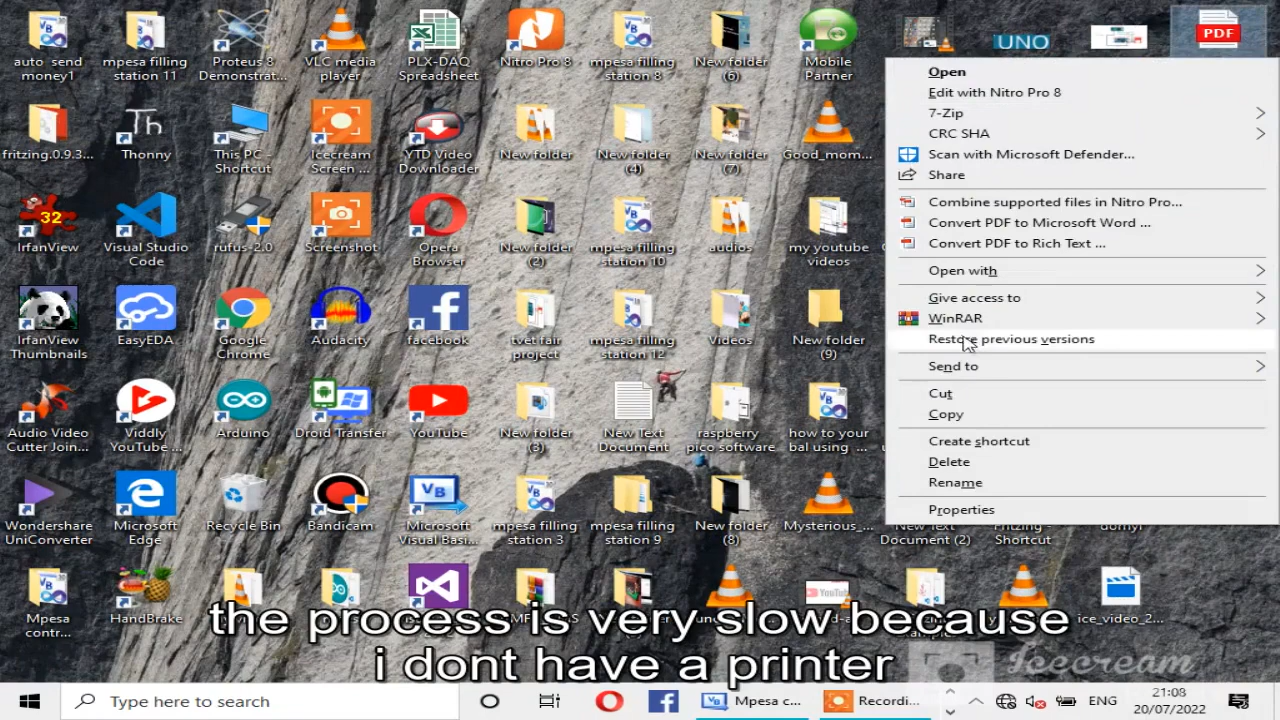 auto send
money1
mpesa filling
station 11
Proteus 8
Demonstrat...
VLC media
player
PLX-DAQ
Spreadsheet
Nitro Pro 8
mpesa filling
station 8
New folder
(6)
Mobile
Partner
UNO
PDF
fritzing.0.9.3...
Th
Thonny
This PC -
Shortcut
Icecream
Screen ...
YTD Video
Downloader
New folder
New folder
(4)
New folder
(7)
Good_mom...
32
IrfanView
Visual Studio
Code
rufus-2.0
Screenshot
Opera
Browser
New folder
(2)
mpesa filling
station 10
audios
my youtube
videos
IrfanView
Thumbnails
EasyEDA
Google
Chrome
Audacity
facebook
tvet fair
project
mpesa filling
station 12
Videos
New folder
(9)
Audio Video
Cutter Join...
Viddly
YouTube ...
Arduino
Droid Transfer
YouTube
New folder
(3)
New Text
Document
raspberry
pico software
how to your
bal using ...
Wondershare
UniConverter
Microsoft
Edge
Recycle Bin
Bandicam
Microsoft
Visual Basi...
mpesa filling
station 3
mpesa filling
station 9
New folder
(8)
Mysterious_...
New Text
Document (2)
Fritzing -
Shortcut
Mpesa
contr...
HandBrake
ice_video_2...
Open
Edit with Nitro Pro 8
7-Zip
CRC SHA
Scan with Microsoft Defender...
Share
Combine supported files in Nitro Pro...
Convert PDF to Microsoft Word ...
Convert PDF to Rich Text ...
Open with
Give access to
WinRAR
Restore previous versions
Send to
Cut
Copy
Create shortcut
Delete
Rename
Properties
the process is very slow because
i dont have a printer
Icecream
Type here to search
Mpesa c...
Recordi...
ENG
21:08
20/07/2022